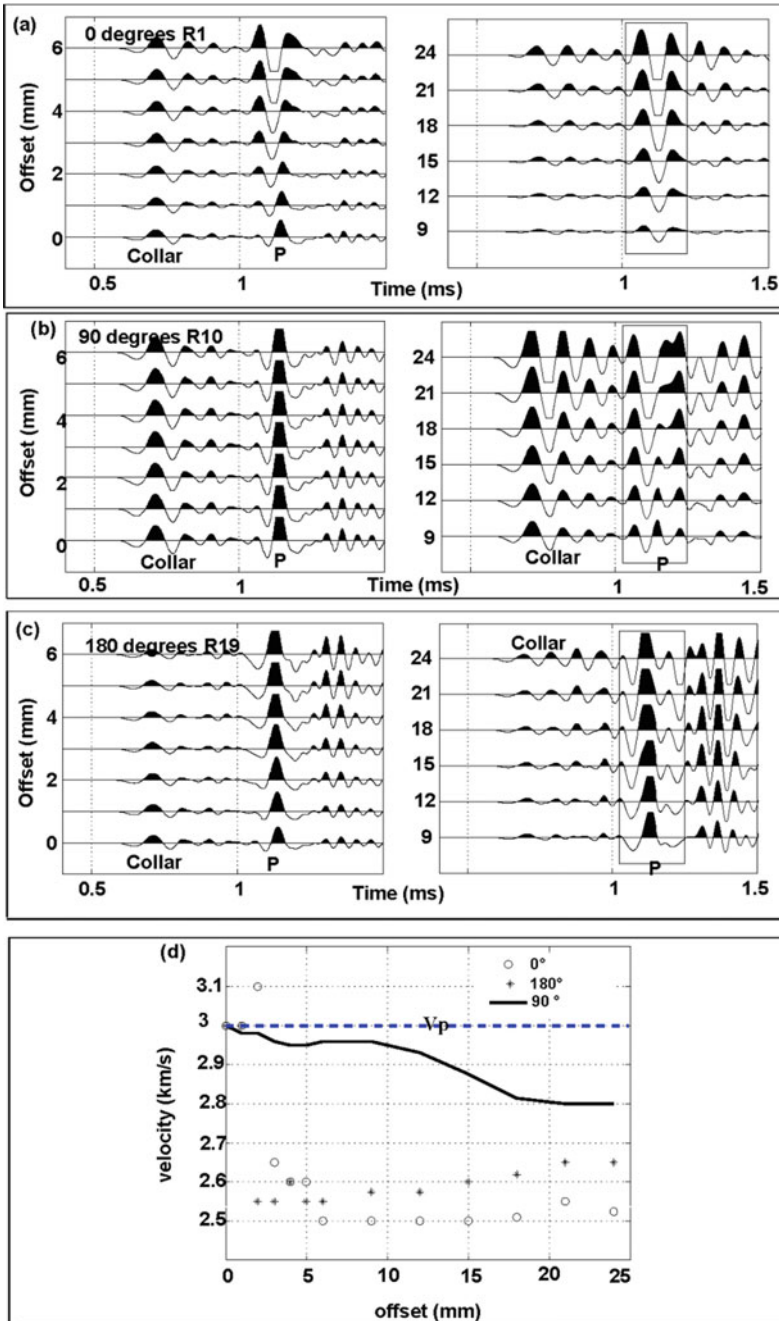 (a)
0 degrees R1
6
4
2
0
Offset (mm)
Collar
P
24
21
18
15
12
9
0.5
1
1
1.5
Time (ms)
(b)
90 degrees R10
6
4
2
0
Offset (mm)
Collar
P
24
21
18
15
12
9
Collar
P
0.5
1
1
1.5
Time (ms)
(c)
180 degrees R19
6
4
2
0
Offset (mm)
Collar
P
Collar
24
21
18
15
12
9
P
0.5
1
1
1.5
Time (ms)
(d)
0°
180°
90 °
Vp
3.1
3
2.9
2.8
2.7
2.6
2.5
velocity (km/s)
0
5
10
15
20
25
offset (mm)